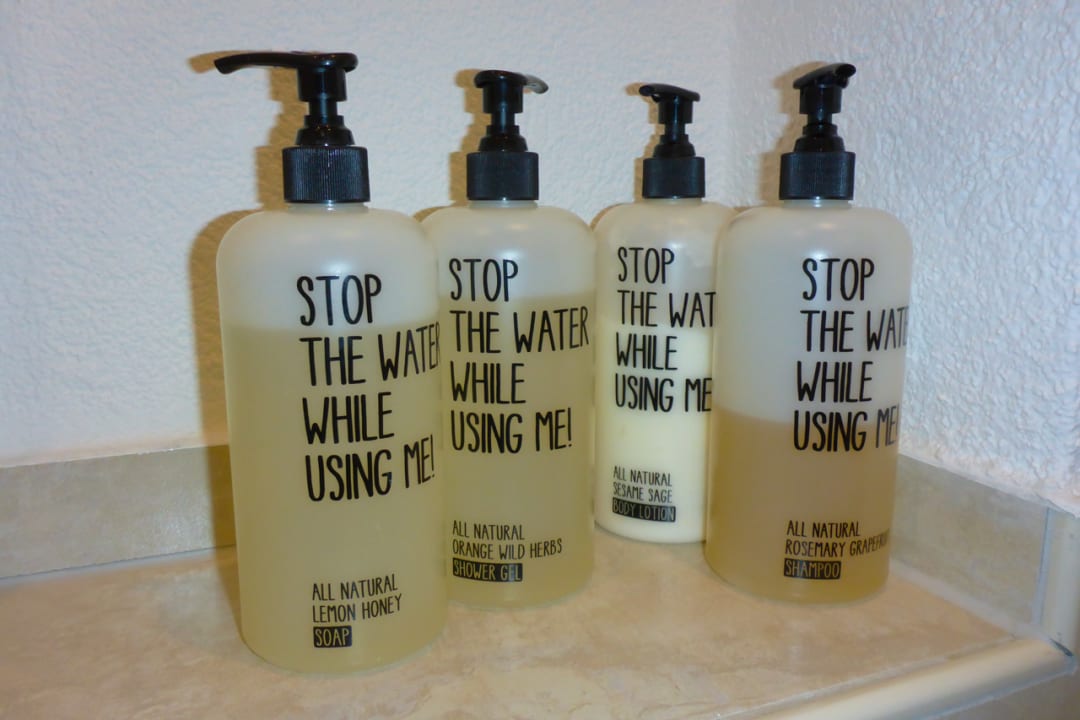 STOP
THE WATER
WHILE
USING ME!
ALL NATURAL
LEMON HONEY
SOAP
STOP
THE WATER
WHILE
USING ME!
ALL NATURAL
ORANGE WILD HERBS
SHOWER GEL
STOP
THE WAT
WHILE
USING ME
ALL NATURAL
SESAME SAGE
BODY LOTION
STOP
THE WATE
WHILE
USING ME!
ALL NATURAL
ROSEMARY GRAPEFRUIT
SHAMPOO